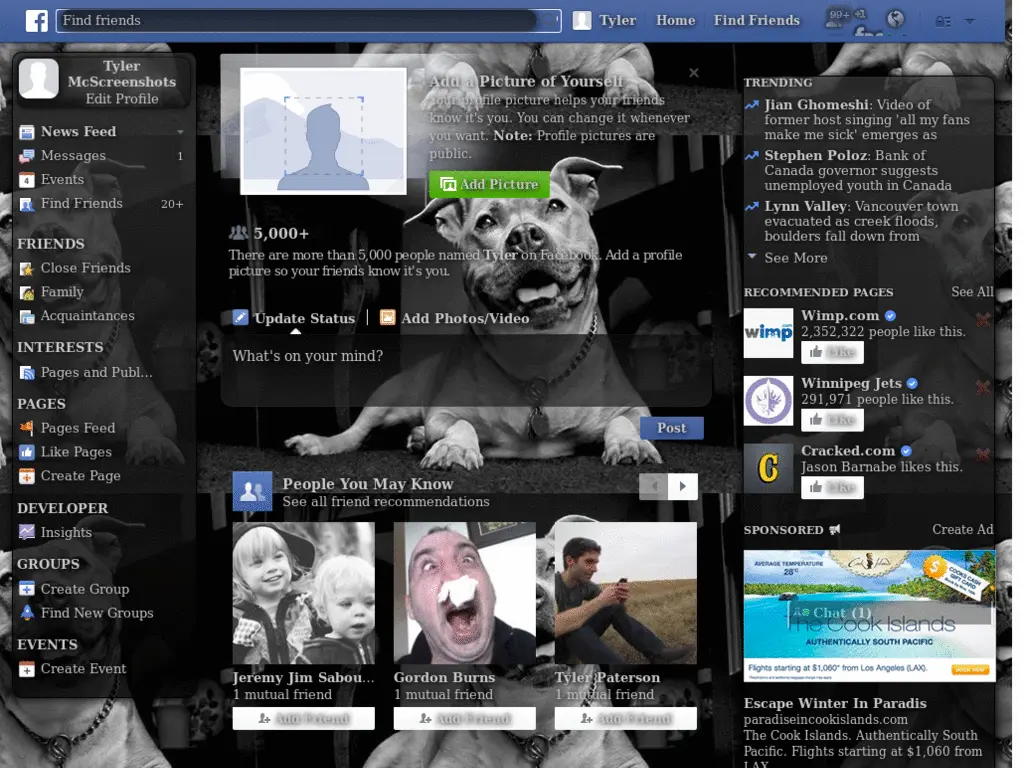 Find friends
Tyler
Home
Find Friends
99+
+1
Tyler
McScreenshots
Edit Profile
News Feed
Messages
1
4
Events
Find Friends
20+
FRIENDS
Close Friends
Family
Acquaintances
INTERESTS
Pages and Publ...
PAGES
Pages Feed
Like Pages
Create Page
DEVELOPER
Insights
GROUPS
Create Group
Find New Groups
EVENTS
Create Event
Add a Picture of Yourself
Your profile picture helps your friends
know it's you. You can change it whenever
you want. Note: Profile pictures are
public.
Add Picture
5,000+
There are more than 5,000 people named Tyler on Facebook. Add a profile
picture so your friends know it's you.
Update Status
Add Photos/Video
What's on your mind?
Post
People You May Know
See all friend recommendations
Jeremy Jim Sabou...
1 mutual friend
Add Friend
Gordon Burns
1 mutual friend
Add Friend
Tyler Paterson
1 mutual friend
Add Friend
TRENDING
Jian Ghomeshi: Video of
former host singing 'all my fans
make me sick' emerges as
Stephen Poloz: Bank of
Canada governor suggests
unemployed youth in Canada
Lynn Valley: Vancouver town
evacuated as creek floods,
boulders fall down from
See More
RECOMMENDED PAGES
See All
wimp
Wimp.com
2,352,322 people like this.
Like
Winnipeg Jets
291,971 people like this.
Like
Cracked.com
Jason Barnabe likes this.
Like
SPONSORED
Create Ad
AVERAGE TEMPERATURE
28°C
Cook Islands
COOKS CASH
GIFT CARD
Chat (1)
The Cook Islands
AUTHENTICALLY SOUTH PACIFIC
Flights starting at $1,060* from Los Angeles (LAX).
BOOK NOW
Escape Winter In Paradis
paradiseincookislands.com
The Cook Islands. Authentically South
Pacific. Flights starting at $1,060 from
LAX